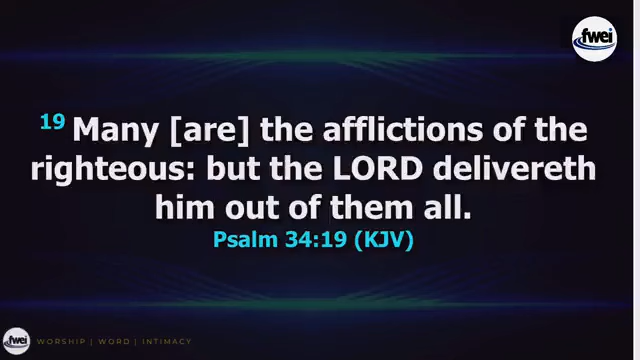 fwei
19 Many [are] the afflictions of the
righteous: but the LORD delivereth
him out of them all.
Psalm 34:19 (KJV)
fwei WORSHIP | WORD | INTIMACY